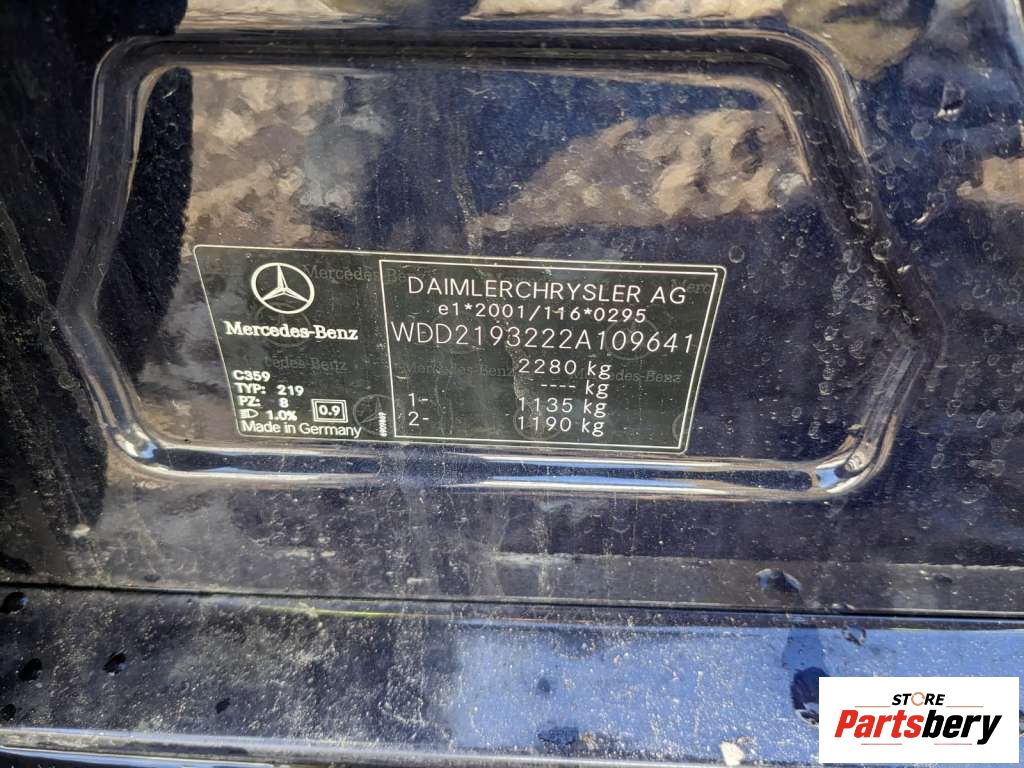 Mercedes-Benz
C359
TYP: 219
PZ: 8
1.0% 0.9
Made in Germany
DAIMLERCHRYSLER AG
e1*2001/116*0295
WDD2193222A109641
2280 kg
---- kg
1- 1135 kg
2- 1190 kg
STORE
Partsbery